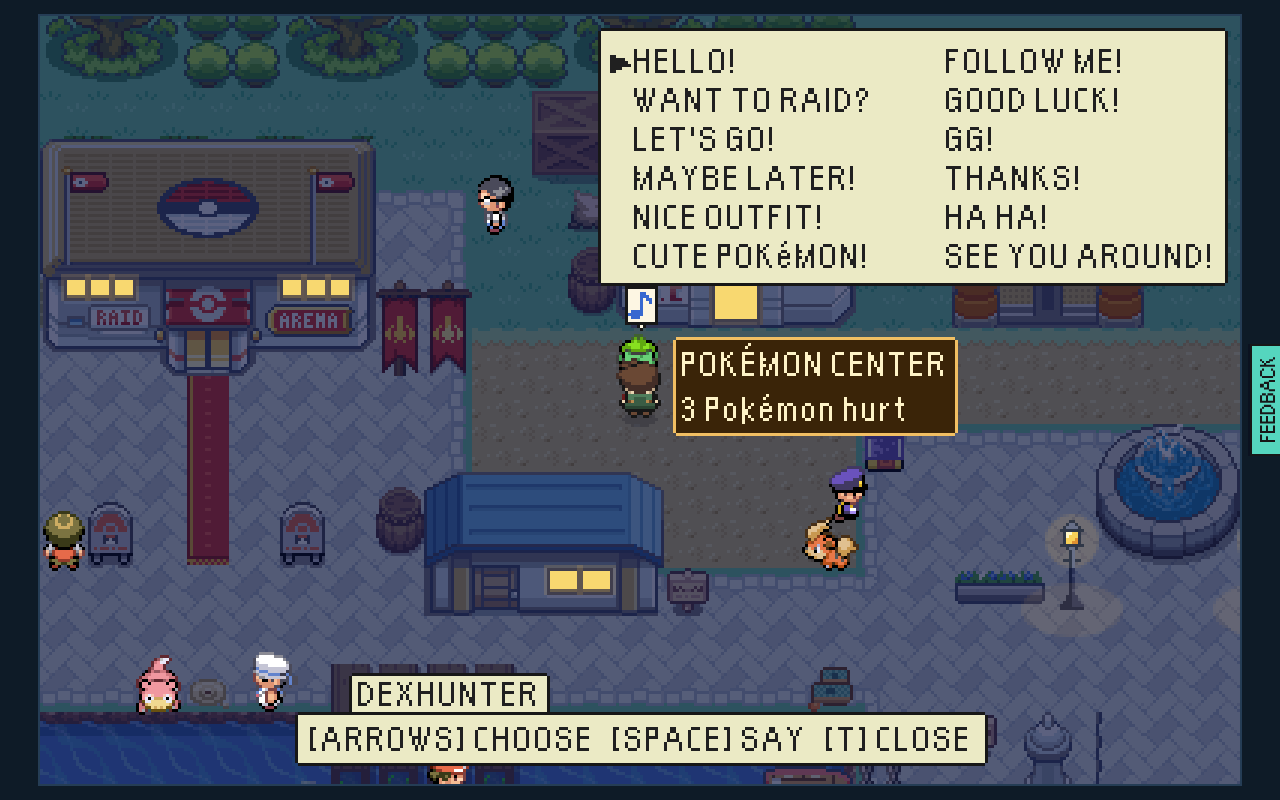 ▶HELLO! FOLLOW ME!
WANT TO RAID? GOOD LUCK!
LET'S GO! GG!
MAYBE LATER! THANKS!
NICE OUTFIT! HA HA!
CUTE POKéMON! SEE YOU AROUND!
RAID
ARENA
POKÉMON CENTER
3 Pokémon hurt
FEEDBACK
DEXHUNTER
[ARROWS] CHOOSE [SPACE] SAY [T] CLOSE